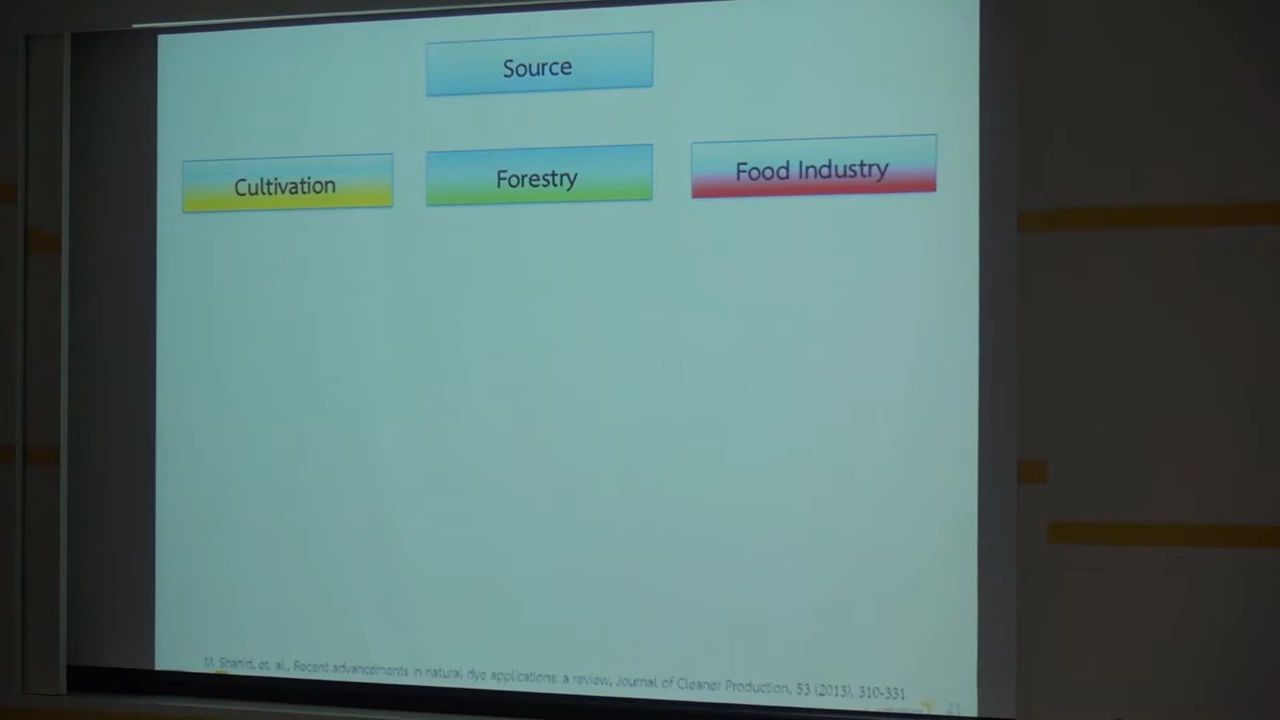 Source
Cultivation
Forestry
Food Industry
M. Shahid, et. al., Recent advancements in natural dye applications: a review, Journal of Cleaner Production, 53 (2013), 310-331.